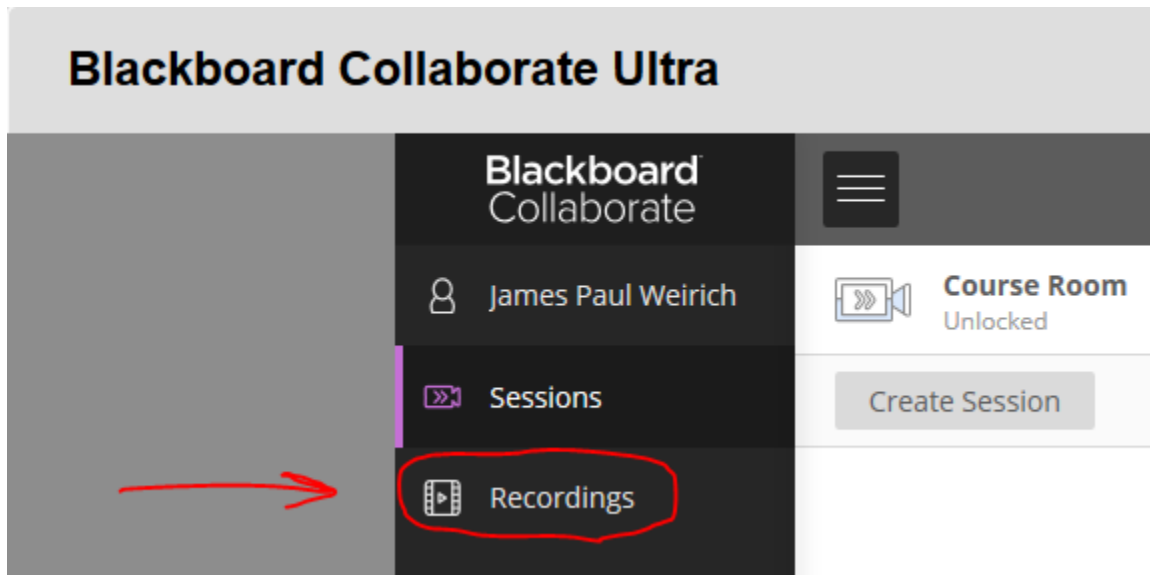 Blackboard Collaborate Ultra
Blackboard
Collaborate
James Paul Weirich
Course Room
Unlocked
Sessions
Create Session
Recordings